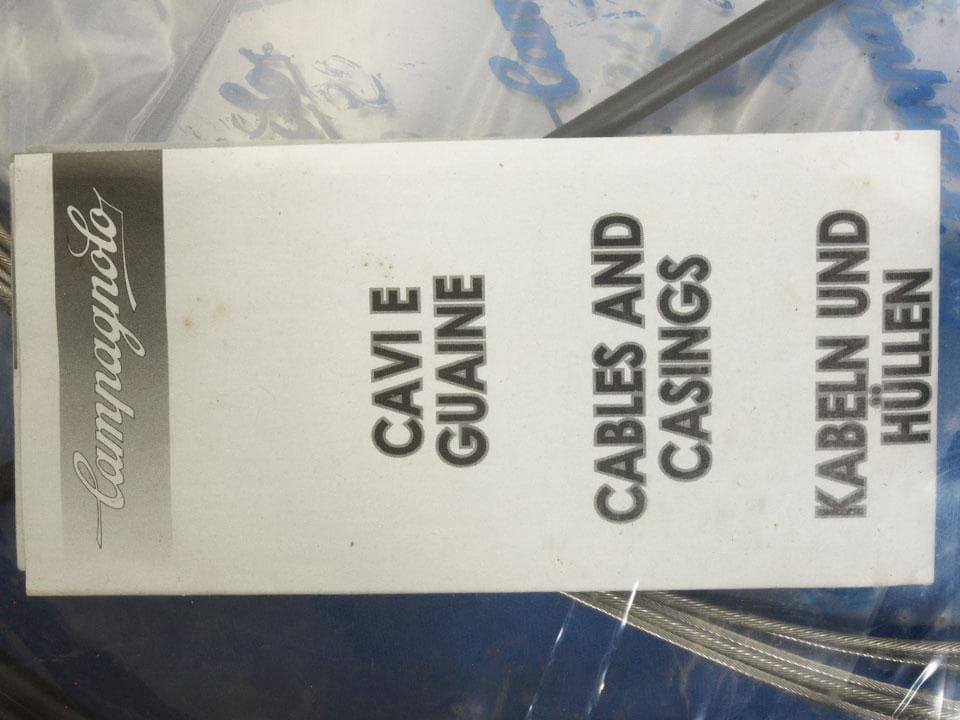 Campagnolo
CAVI E
GUAINE
CABLES AND
CASINGS
KABELN UND
HÜLLEN